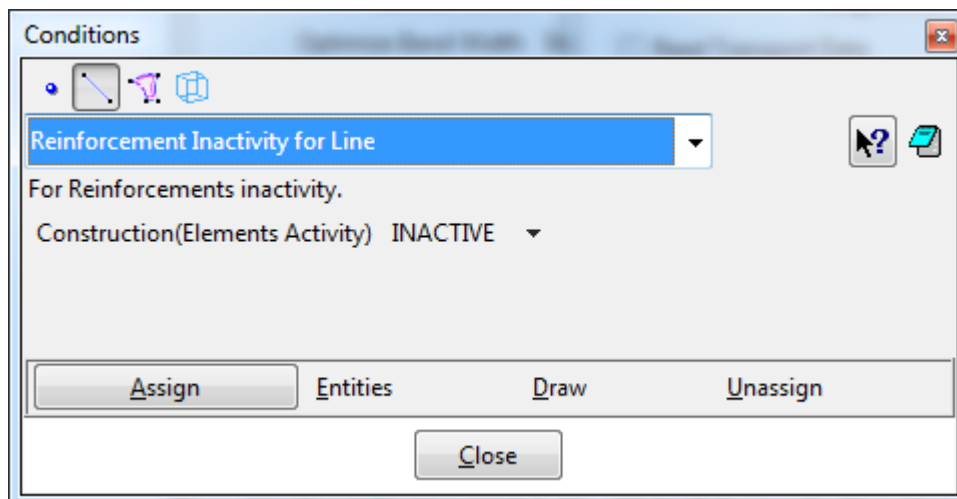 Conditions
Reinforcement Inactivity for Line
For Reinforcements inactivity.
Construction(Elements Activity) INACTIVE
Assign Entities Draw Unassign
Close